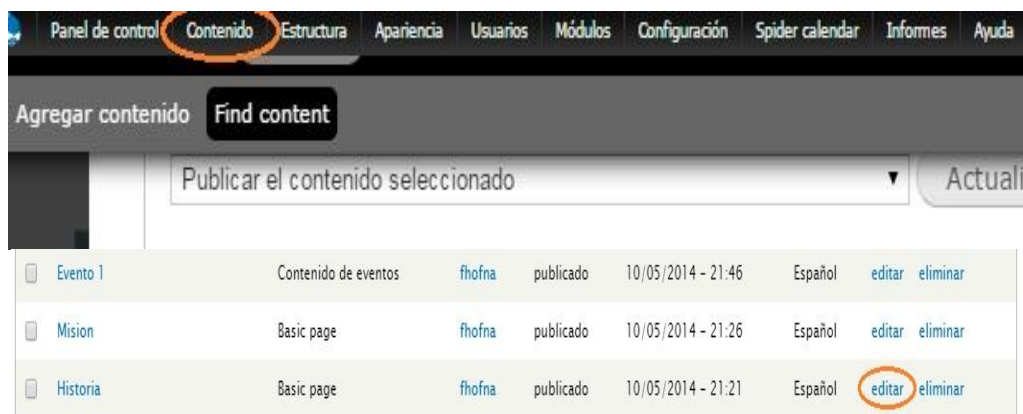 Panel de control Contenido Estructura Apariencia Usuarios Módulos Configuración Spider calendar Informes Ayuda
Agregar contenido Find content
Publicar el contenido seleccionado Actuali
Evento 1 Contenido de eventos fhofna publicado 10/05/2014 - 21:46 Español editar eliminar
Mision Basic page fhofna publicado 10/05/2014 - 21:26 Español editar eliminar
Historia Basic page fhofna publicado 10/05/2014 - 21:21 Español editar eliminar